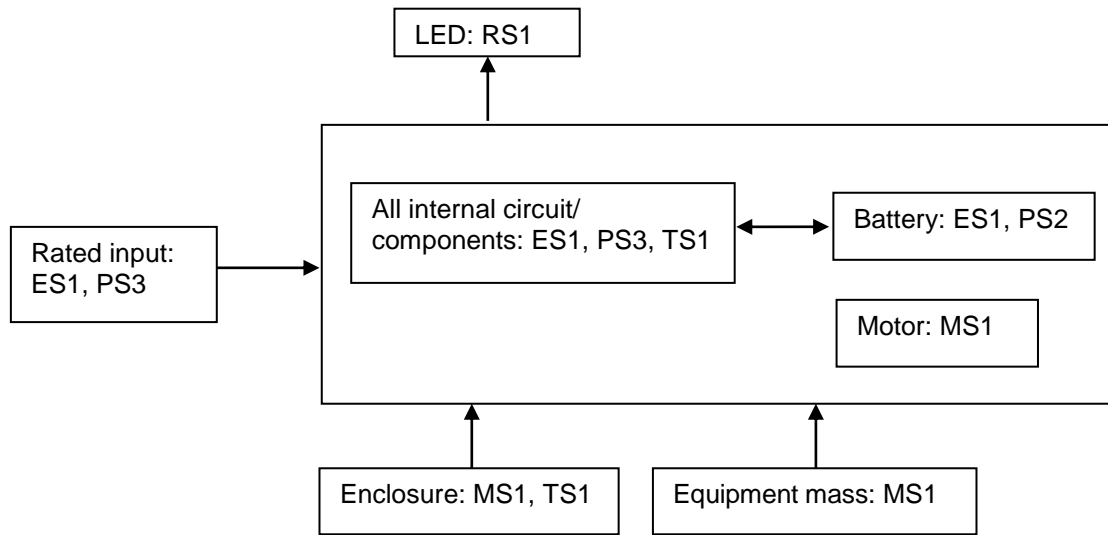 LED: RS1
All internal circuit/
components: ES1, PS3, TS1
Battery: ES1, PS2
Rated input:
ES1, PS3
Motor: MS1
Enclosure: MS1, TS1
Equipment mass: MS1